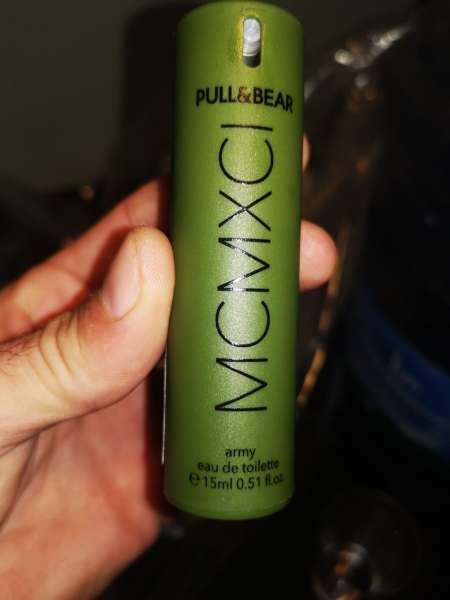 PULL&BEAR
MCMXCI
army
eau de toilette
℮ 15ml 0.51 fl.oz